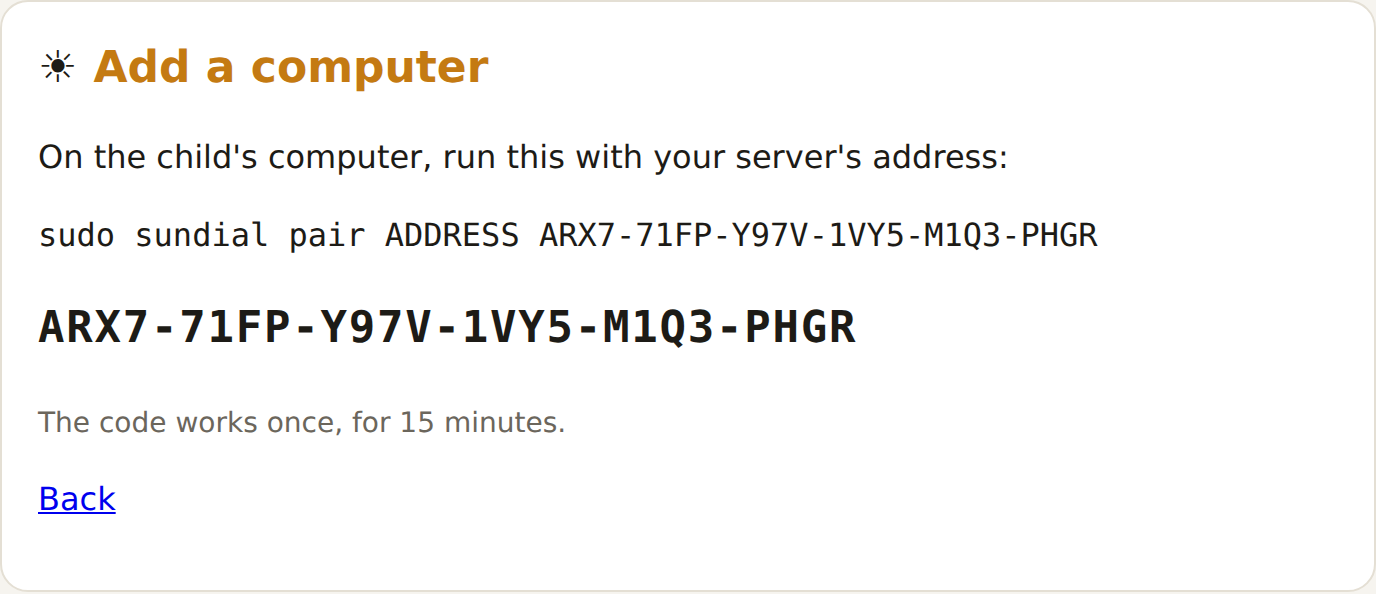 ☀ Add a computer
On the child's computer, run this with your server's address:
sudo sundial pair ADDRESS ARX7-71FP-Y97V-1VY5-M1Q3-PHGR
ARX7-71FP-Y97V-1VY5-M1Q3-PHGR
The code works once, for 15 minutes.
Back